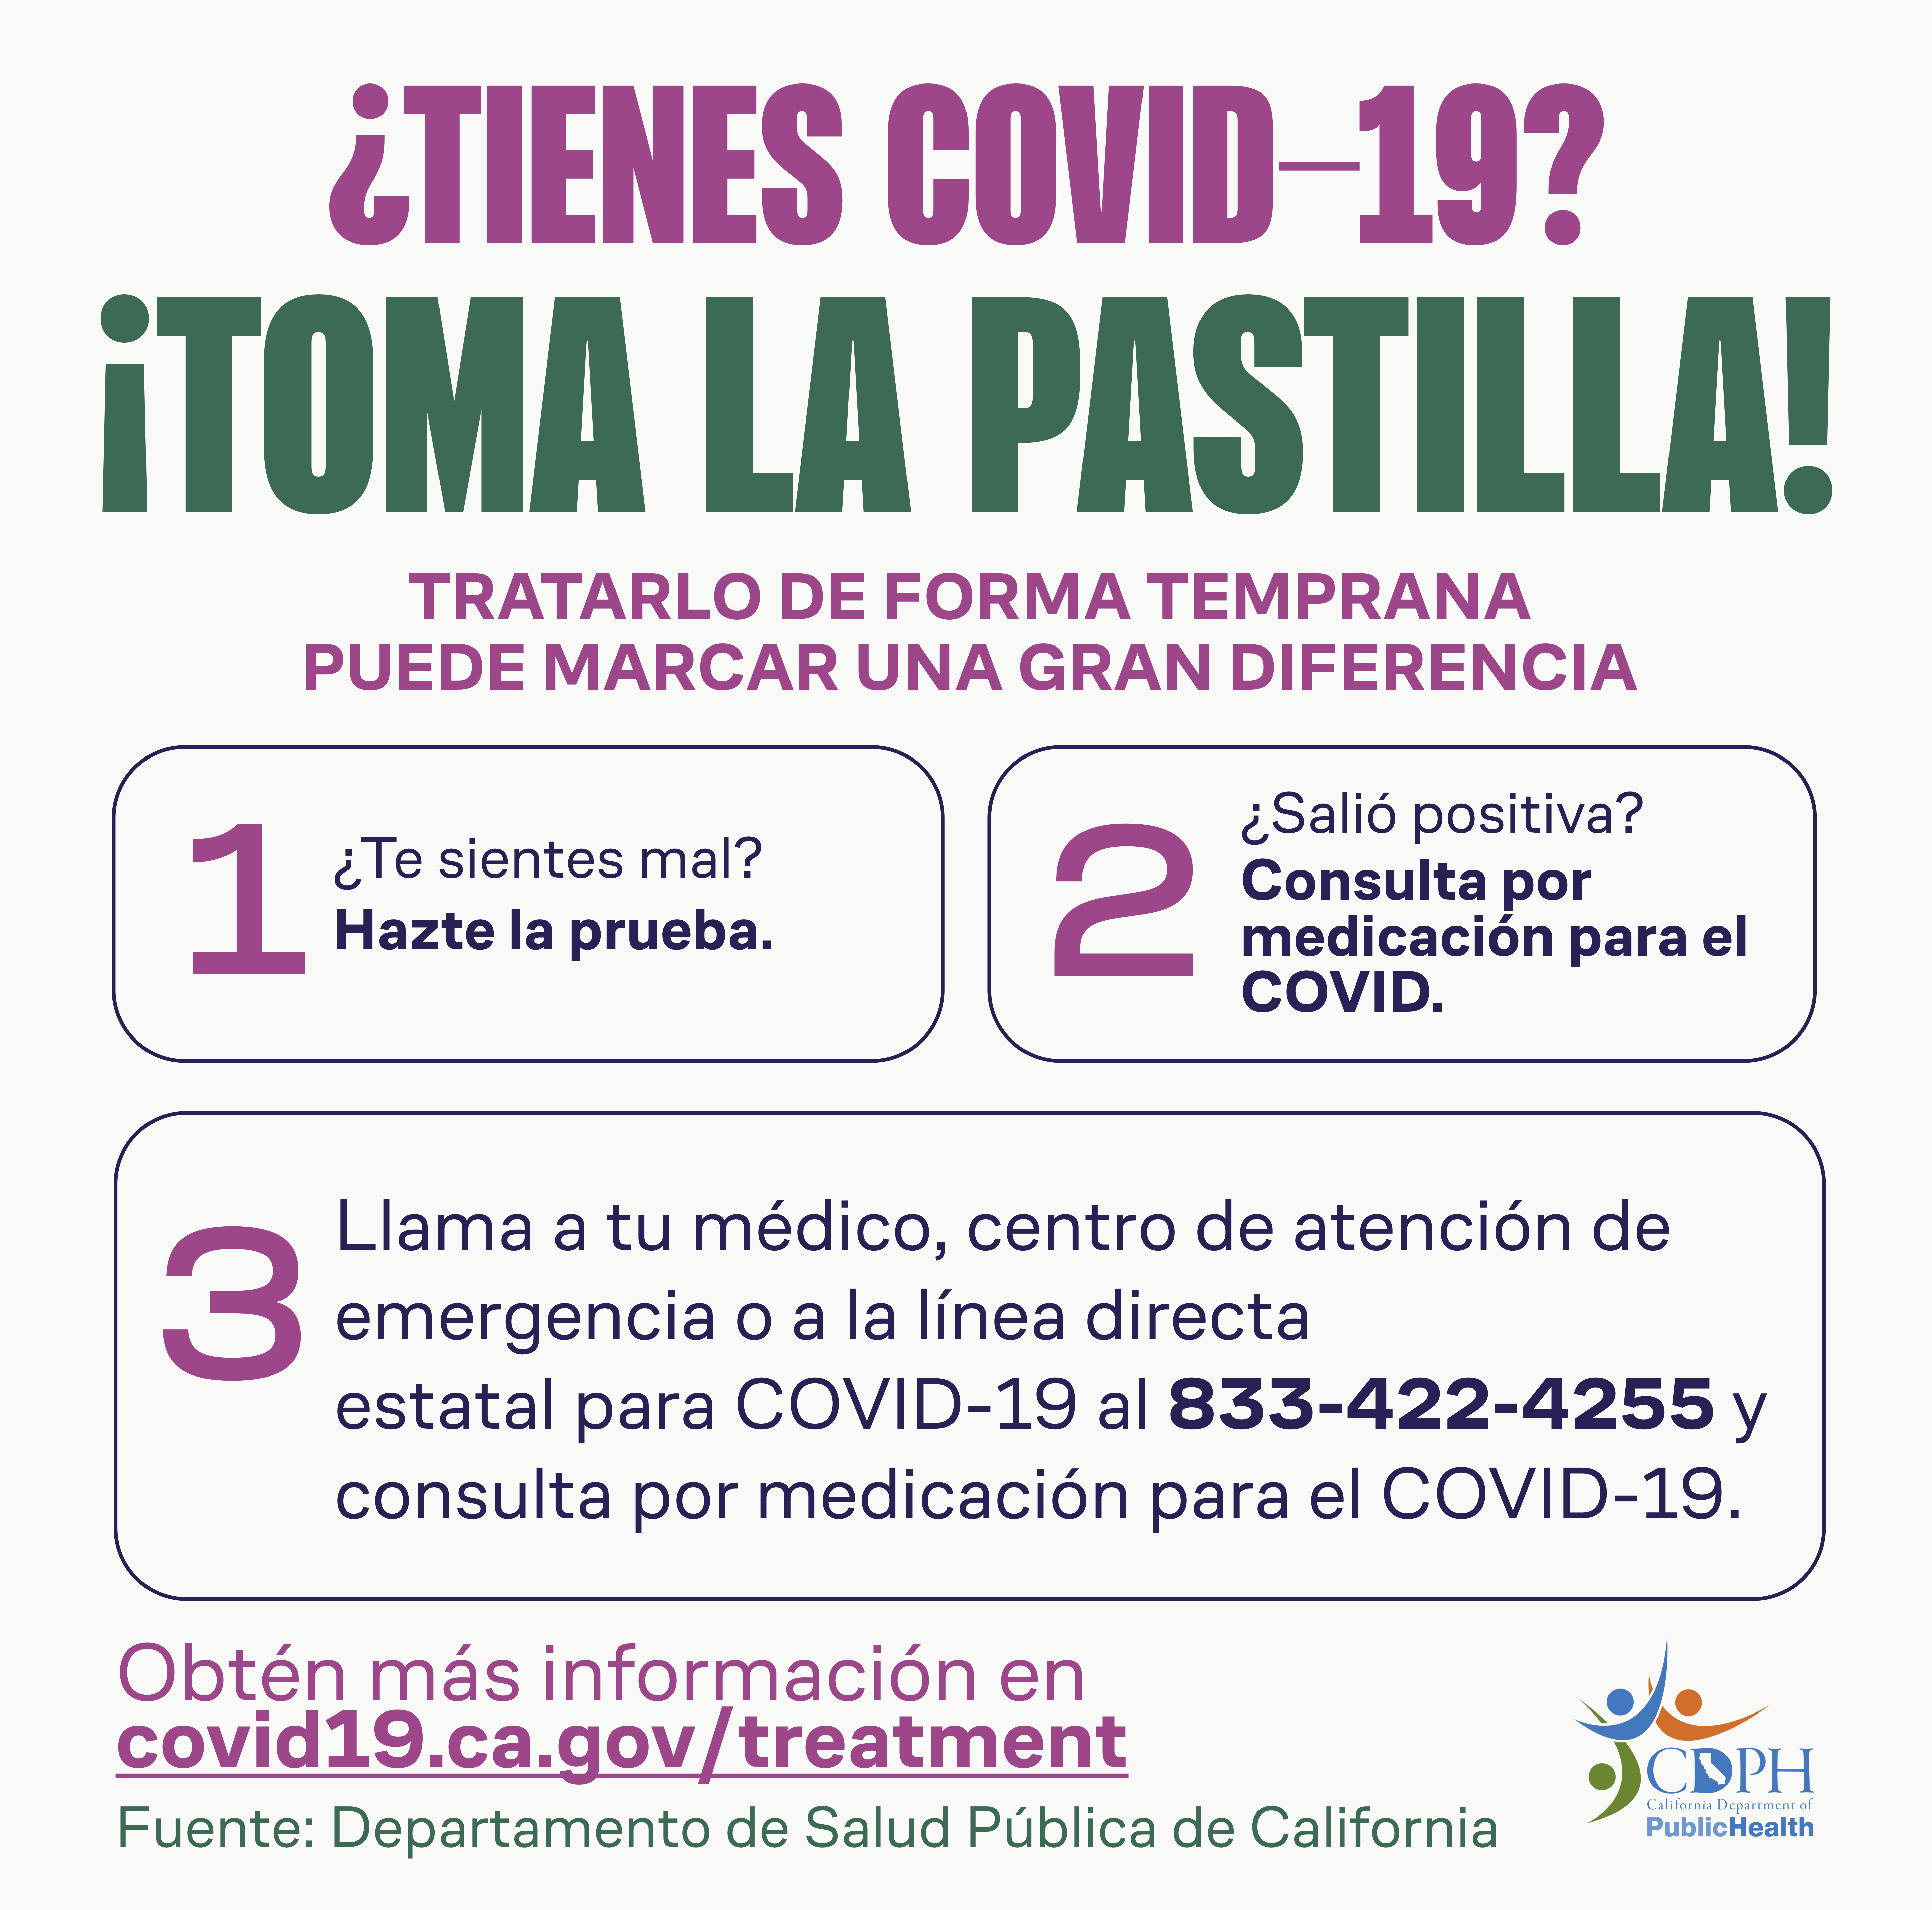 ¿TIENES COVID—19?
¡TOMA LA PASTILLA!
TRATARLO DE FORMA TEMPRANA
PUEDE MARCAR UNA GRAN DIFERENCIA
1
¿Te sientes mal?
Hazte la prueba.
2
¿Salió positiva?
Consulta por
medicación para el
COVID.
3
Llama a tu médico, centro de atención de
emergencia o a la línea directa
estatal para COVID-19 al 833-422-4255 y
consulta por medicación para el COVID-19.
Obtén más información en
covid19.ca.gov/treatment
Fuente: Departamento de Salud Pública de California
CDPH
California Department of
PublicHealth